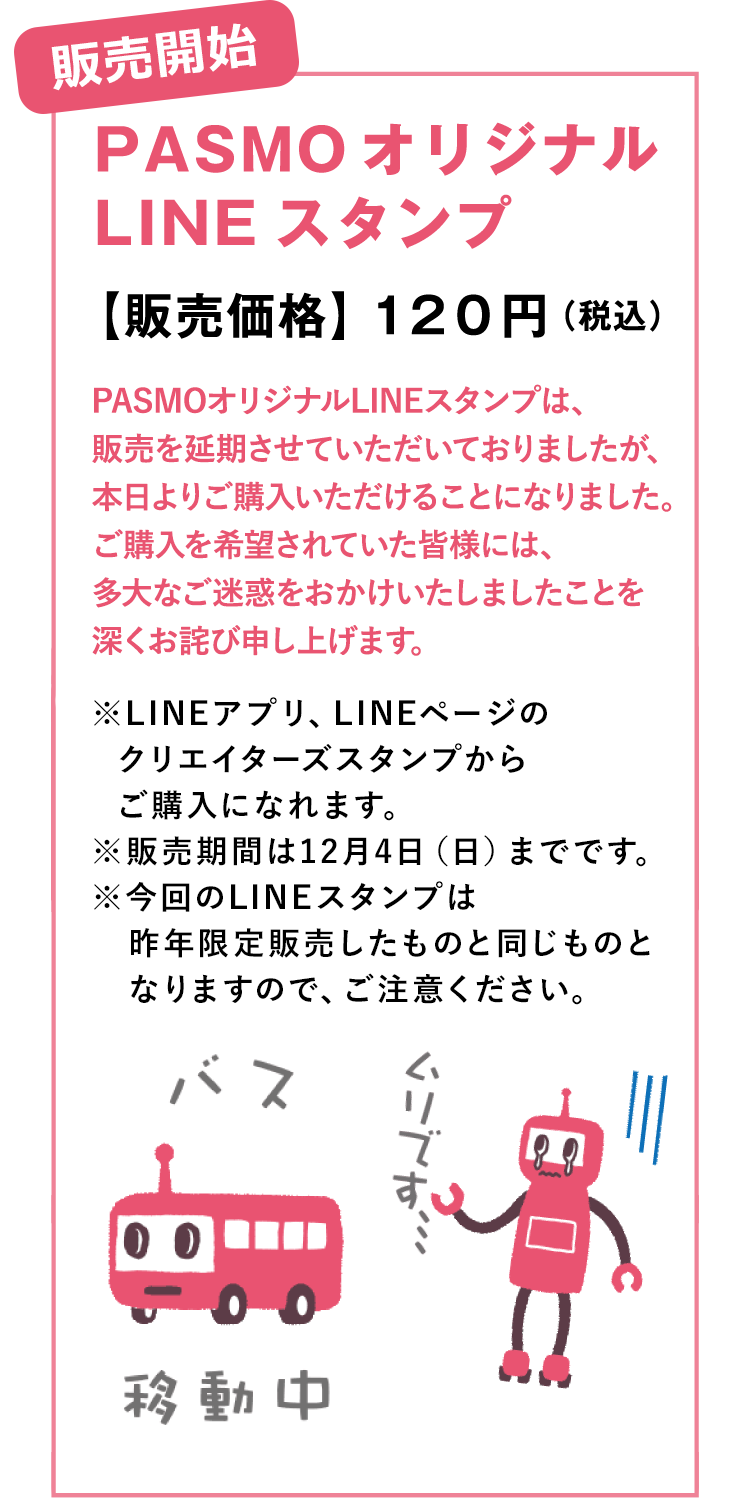 販売開始
PASMO オリジナル
LINE スタンプ
【販売価格】120円（税込）
PASMOオリジナルLINEスタンプは、
販売を延期させていただいておりましたが、
本日よりご購入いただけることになりました。
ご購入を希望されていた皆様には、
多大なご迷惑をおかけいたしましたことを
深くお詫び申し上げます。
※LINEアプリ、LINEページの
クリエイターズスタンプから
ご購入になれます。
※販売期間は12月4日（日）までです。
※今回のLINEスタンプは
昨年限定販売したものと同じものと
なりますので、ご注意ください。
バス
移動中
ムリです、…